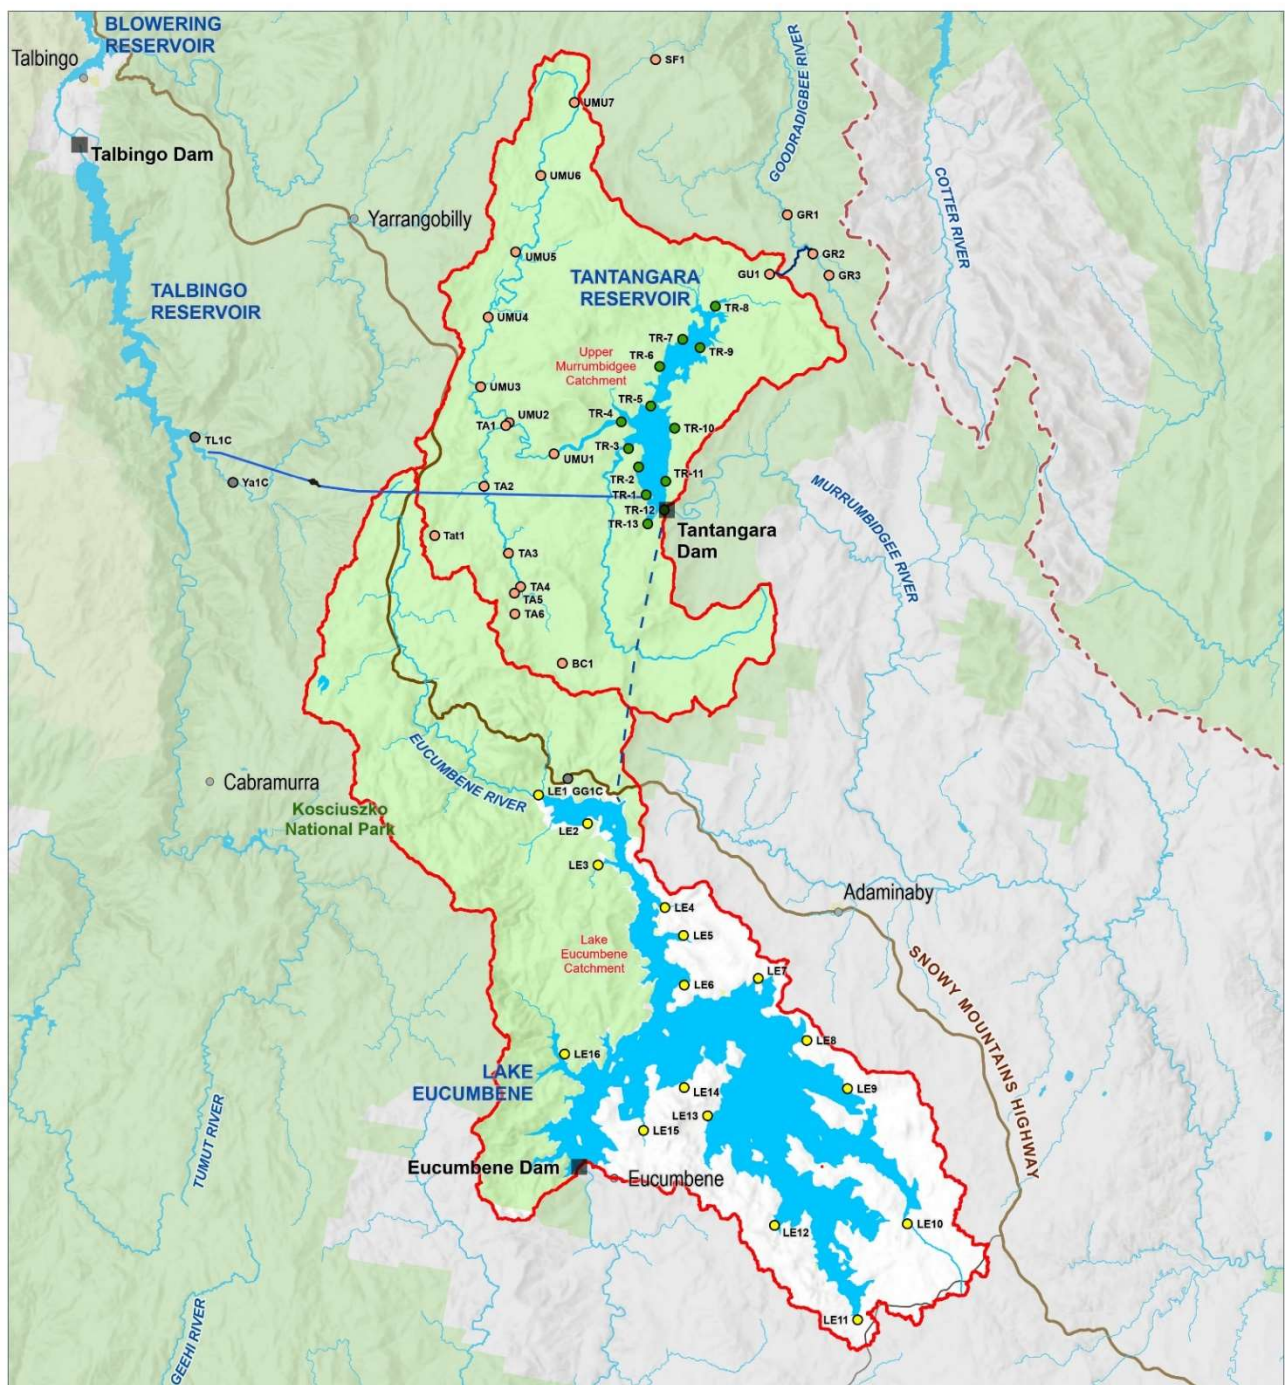 BLOWERING
RESERVOIR
Talbingo
SF1
UMU7
GOODRADIGBEE RIVER
Talbingo Dam
COTTER RIVER
UMU6
Yarrangobilly
GR1
UMU5
GR2
GU1
GR3
TANTANGARA
RESERVOIR
TALBINGO
RESERVOIR
TR-8
UMU4
TR-7
TR-9
Upper
Murrumbidgee
Catchment
TR-6
UMU3
TR-5
TR-4
UMU2
TA1
TR-10
TL1C
TR-3
UMU1
TR-2
TR-11
Ya1C
TA2
TR-1
MURRUMBIDGEE RIVER
TR-12
TR-13
Tantangara
Dam
Tat1
TA3
TA4
TA5
TA6
BC1
EUCUMBENE RIVER
Cabramurra
LE1
GG1C
Kosciuszko
National Park
LE2
LE3
Adaminaby
LE4
LE5
Lake
Eucumbene
Catchment
SNOWY MOUNTAINS HIGHWAY
LE7
LE6
LE8
LE16
LAKE
EUCUMBENE
LE14
LE9
LE13
LE15
TUMUT RIVER
Eucumbene Dam
Eucumbene
LE12
LE10
LE11
GEEHI RIVER